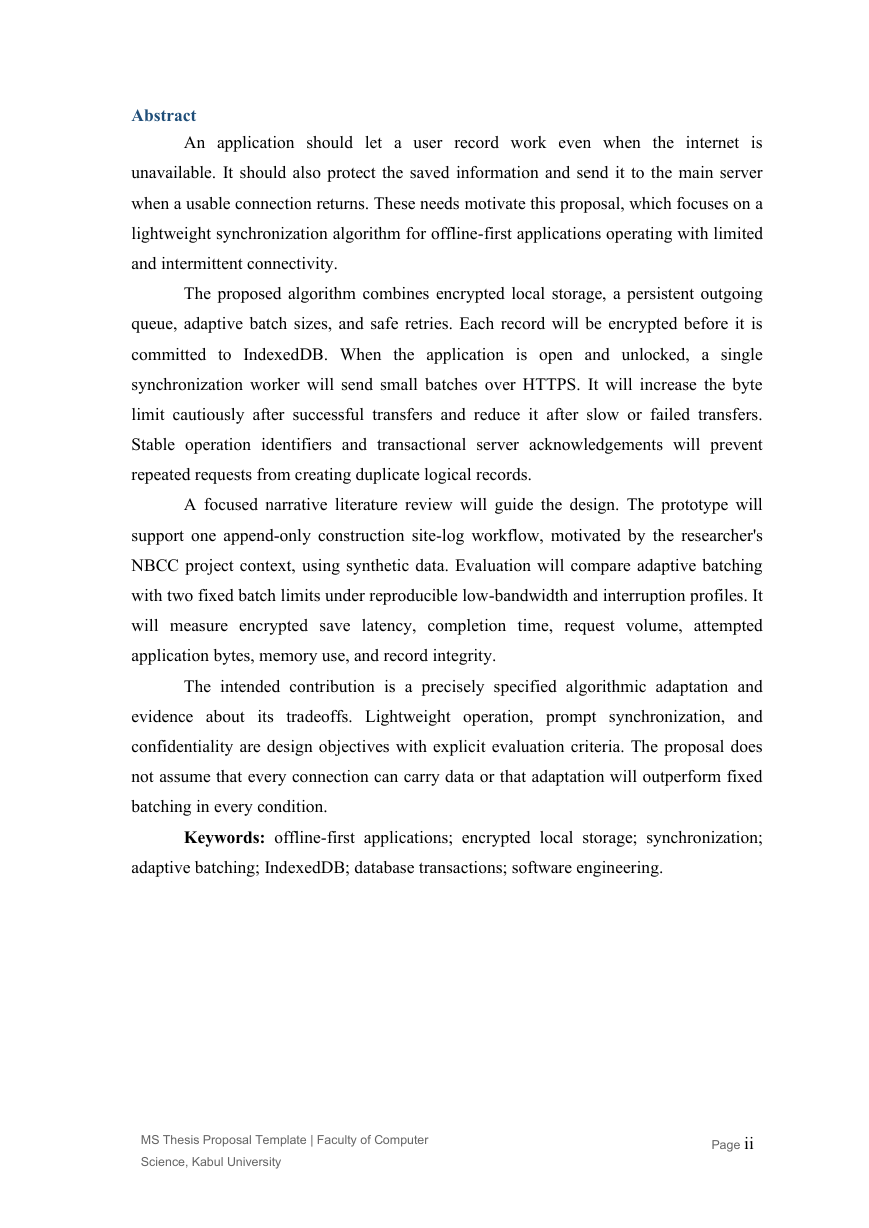 Abstract
An application should let a user record work even when the internet is
unavailable. It should also protect the saved information and send it to the main server
when a usable connection returns. These needs motivate this proposal, which focuses on a
lightweight synchronization algorithm for offline-first applications operating with limited
and intermittent connectivity.
The proposed algorithm combines encrypted local storage, a persistent outgoing
queue, adaptive batch sizes, and safe retries. Each record will be encrypted before it is
committed to IndexedDB. When the application is open and unlocked, a single
synchronization worker will send small batches over HTTPS. It will increase the byte
limit cautiously after successful transfers and reduce it after slow or failed transfers.
Stable operation identifiers and transactional server acknowledgements will prevent
repeated requests from creating duplicate logical records.
A focused narrative literature review will guide the design. The prototype will
support one append-only construction site-log workflow, motivated by the researcher's
NBCC project context, using synthetic data. Evaluation will compare adaptive batching
with two fixed batch limits under reproducible low-bandwidth and interruption profiles. It
will measure encrypted save latency, completion time, request volume, attempted
application bytes, memory use, and record integrity.
The intended contribution is a precisely specified algorithmic adaptation and
evidence about its tradeoffs. Lightweight operation, prompt synchronization, and
confidentiality are design objectives with explicit evaluation criteria. The proposal does
not assume that every connection can carry data or that adaptation will outperform fixed
batching in every condition.
Keywords: offline-first applications; encrypted local storage; synchronization;
adaptive batching; IndexedDB; database transactions; software engineering.
MS Thesis Proposal Template | Faculty of Computer
Science, Kabul University
Page ii